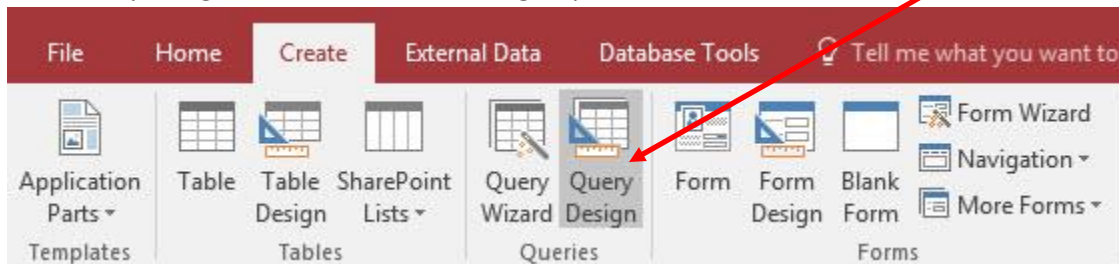 File Home Create External Data Database Tools Tell me what you want to
Application Parts
Table
Table Design
SharePoint Lists
Query Wizard
Query Design
Form
Form Design
Blank Form
Form Wizard
Navigation
More Forms
Templates Tables Queries Forms